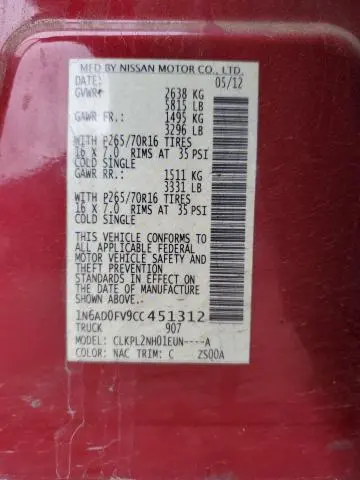 MFD BY NISSAN MOTOR CO., LTD.
DATE: 05/12
GVWR 2638 KG
5815 LB
GAWR FR.: 1495 KG
3296 LB
WITH P265/70R16 TIRES
16 X 7.0 RIMS AT 35 PSI
COLD SINGLE
GAWR RR.: 1511 KG
3331 LB
WITH P265/70R16 TIRES
16 X 7.0 RIMS AT 35 PSI
COLD SINGLE
THIS VEHICLE CONFORMS TO
ALL APPLICABLE FEDERAL
MOTOR VEHICLE SAFETY AND
THEFT PREVENTION
STANDARDS IN EFFECT ON
THE DATE OF MANUFACTURE
SHOWN ABOVE.
1N6AD0FV9CC451312
TRUCK 907
MODEL: CLKPL2NH01EUN----A
COLOR: NAC TRIM: C ZS00A